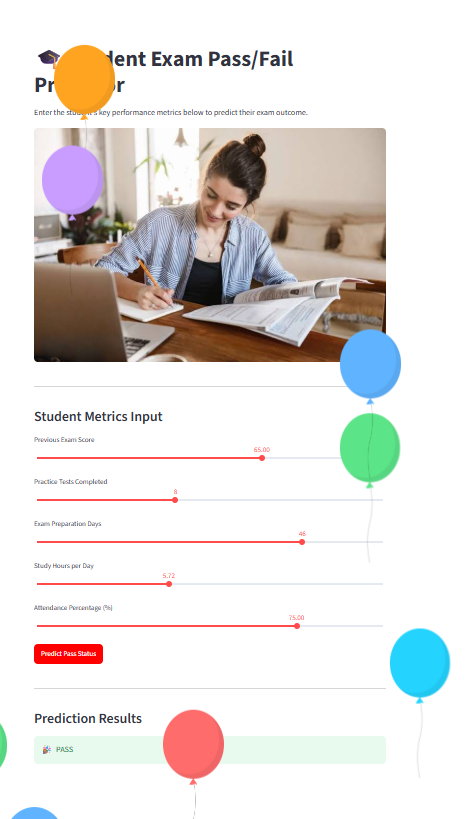 dent Exam Pass/Fail
Pr or
Enter the student's key performance metrics below to predict their exam outcome.
Student Metrics Input
Previous Exam Score
65.00
Practice Tests Completed
8
Exam Preparation Days
46
Study Hours per Day
5.72
Attendance Percentage (%)
75.00
Predict Pass Status
Prediction Results
🎉 PASS